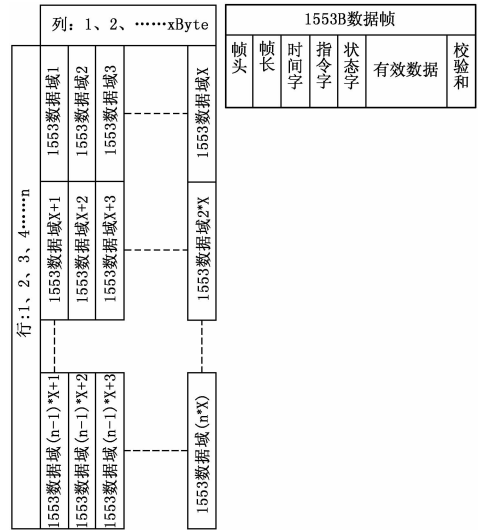 列: 1、2、……xByte
行:1、2、3、4……n
1553数据域1
1553数据域2
1553数据域3
1553数据域X
1553数据域X+1
1553数据域X+2
1553数据域X+3
1553数据域2*X
1553数据域(n-1)*X+1
1553数据域(n-1)*X+2
1553数据域(n-1)*X+3
1553数据域(n*X)
1553B数据帧
帧头
帧长
时间字
指令字
状态字
有效数据
校验和